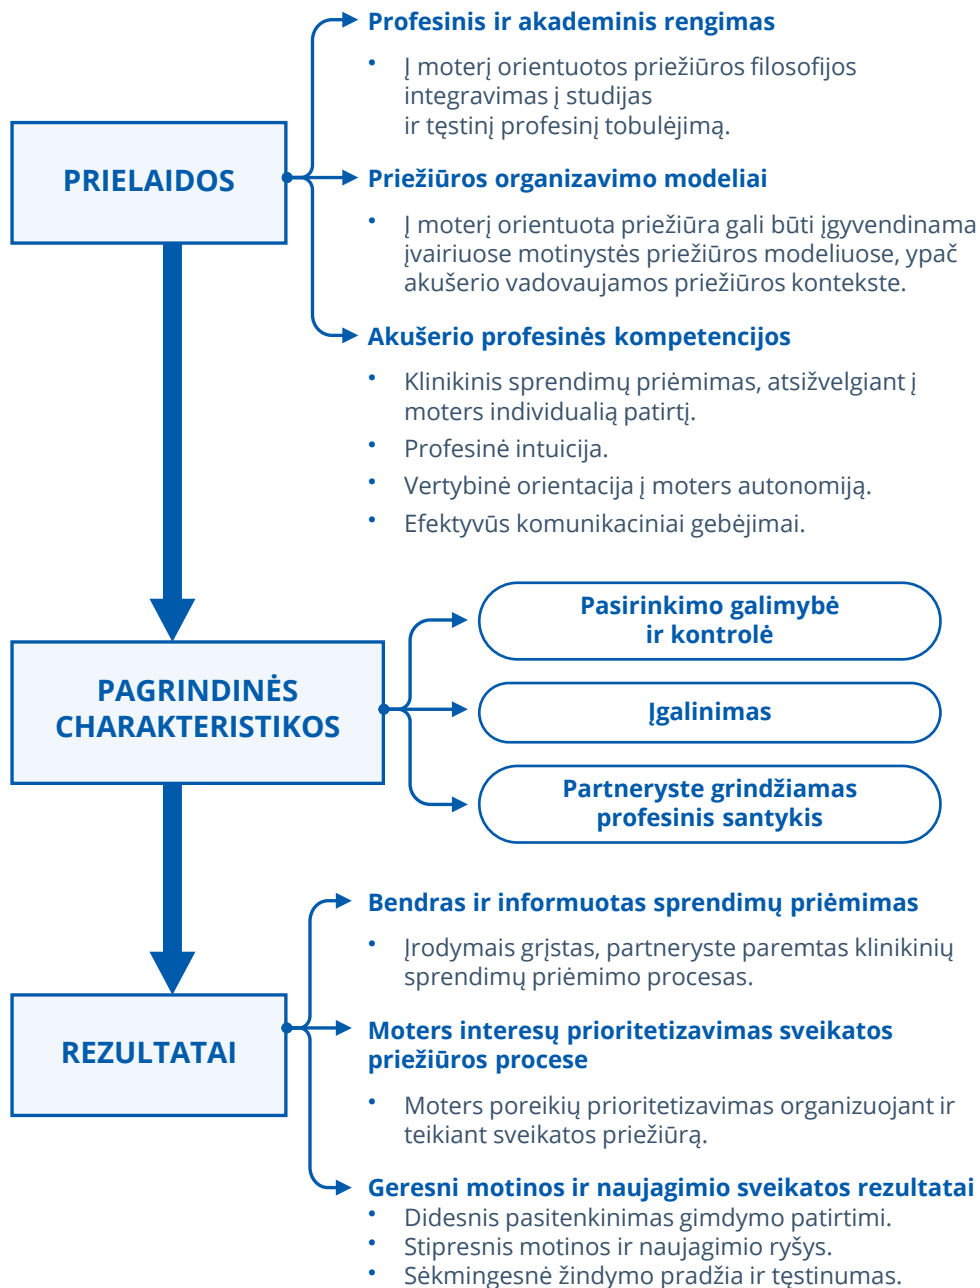 PRIELAIDOS
Profesinis ir akademinis rengimas
• Į moterį orientuotos priežiūros filosofijos
integravimas į studijas
ir tęstinį profesinį tobulėjimą.
Priežiūros organizavimo modeliai
• Į moterį orientuota priežiūra gali būti įgyvendinama
įvairiuose motinystės priežiūros modeliuose, ypač
akušerio vadovaujamos priežiūros kontekste.
Akušerio profesinės kompetencijos
• Klinikinis sprendimų priėmimas, atsižvelgiant į
moters individualią patirtį.
• Profesinė intuicija.
• Vertybinė orientacija į moters autonomiją.
• Efektyvūs komunikaciniai gebėjimai.
PAGRINDINĖS
CHARAKTERISTIKOS
Pasirinkimo galimybė
ir kontrolė
Įgalinimas
Partneryste grindžiamas
profesinis santykis
REZULTATAI
Bendras ir informuotas sprendimų priėmimas
• Įrodymais grįstas, partneryste paremtas klinikinių
sprendimų priėmimo procesas.
Moters interesų prioritetizavimas sveikatos
priežiūros procese
• Moters poreikių prioritetizavimas organizuojant ir
teikiant sveikatos priežiūrą.
Geresni motinos ir naujagimio sveikatos rezultatai
• Didesnis pasitenkinimas gimdymo patirtimi.
• Stipresnis motinos ir naujagimio ryšys.
• Sėkmingesnė žindymo pradžia ir tęstinumas.